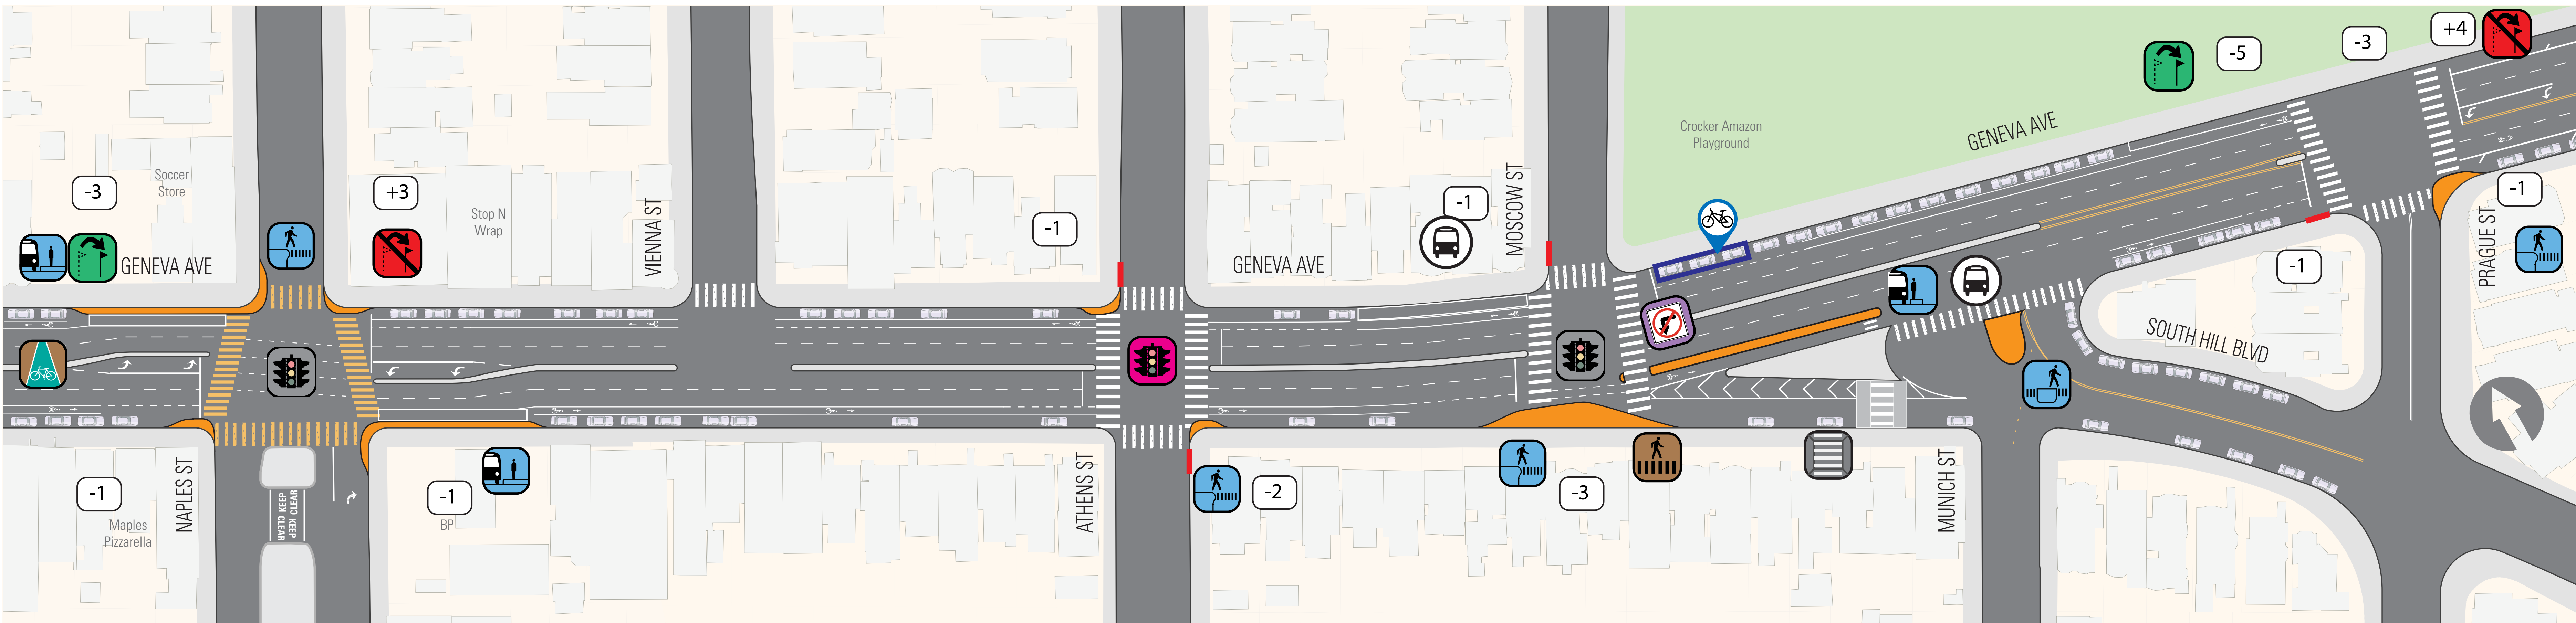 +4
-3
-5
Crocker Amazon
Playground
GENEVA AVE
-3
Soccer
Store
+3
Stop N
Wrap
VIENNA ST
-1
-1
MOSCOW ST
-1
PRAGUE ST
GENEVA AVE
GENEVA AVE
-1
SOUTH HILL BLVD
-1
Maples
Pizzarella
NAPLES ST
KEEP CLEAR
KEEP CLEAR
-1
BP
ATHENS ST
-2
-3
MUNICH ST